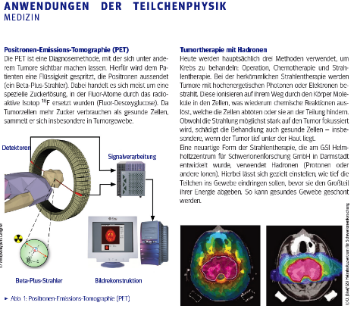 ANWENDUNGEN DER TEILCHENPHYSIK
MEDIZIN
Positronen-Emissions-Tomographie (PET)
Die PET ist eine Diagnosemethode, mit der sich unter anderem
Tumore sichtbar machen lassen. Hierfür wird dem Patienten
eine Flüssigkeit gespritzt, die Positronen aussendet
(ein Beta-Plus-Strahler). Dabei handelt es sich meist um eine
spezielle Zuckerlösung, in der Fluor-Atome durch das radioaktive
Isotop ¹⁸F ersetzt wurden (Fluor-Desoxyglucose). Da
Tumorzellen mehr Zucker verbrauchen als gesunde Zellen,
sammelt er sich insbesondere in Tumorgewebe.
Detektoren
Signalverarbeitung
Beta-Plus-Strahler
Bildrekonstruktion
► Abb 1: Positronen-Emissions-Tomographie (PET)
Tumortherapie mit Hadronen
Heute werden hauptsächlich drei Methoden verwendet, um
Krebs zu behandeln: Operation, Chemotherapie und Strahlentherapie.
Bei der herkömmlichen Strahlentherapie werden
Tumore mit hochenergetischen Photonen oder Elektronen bestrahlt.
Diese ionisieren auf ihrem Weg durch den Körper Moleküle
in den Zellen, was wiederum chemische Reaktionen auslöst,
welche die Zellen abtöten oder sie an der Teilung hindern.
Obwohl die Strahlung möglichst stark auf den Tumor fokussiert
wird, schädigt die Behandlung auch gesunde Zellen – insbesondere,
wenn der Tumor tief unter der Haut liegt.
Eine neuartige Form der Strahlentherapie, die am GSI Helmholtzzentrum
für Schwerionenforschung GmbH in Darmstadt
entwickelt wurde, verwendet Hadronen (Protonen oder
andere Ionen). Hierbei lässt sich gezielt einstellen, wie tief die
Teilchen ins Gewebe eindringen sollen, bevor sie den Großteil
ihrer Energie abgeben. So kann gesundes Gewebe geschont
werden.